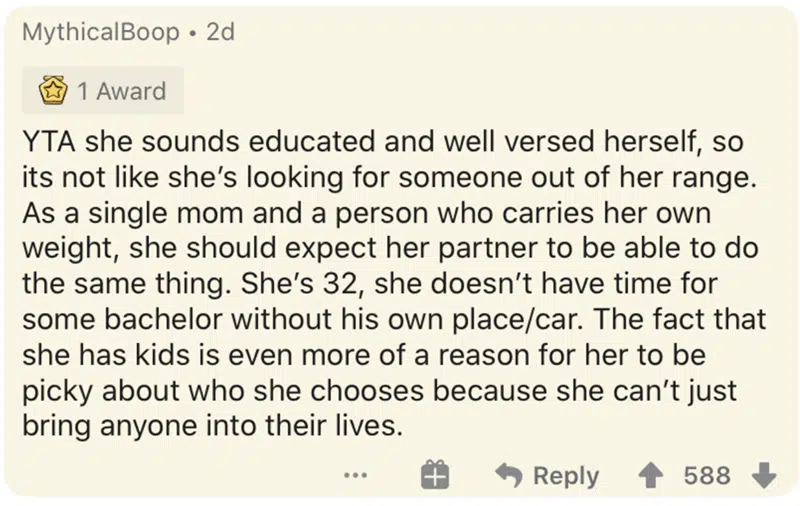 MythicalBoop • 2d
1 Award
YTA she sounds educated and well versed herself, so
its not like she’s looking for someone out of her range.
As a single mom and a person who carries her own
weight, she should expect her partner to be able to do
the same thing. She’s 32, she doesn’t have time for
some bachelor without his own place/car. The fact that
she has kids is even more of a reason for her to be
picky about who she chooses because she can’t just
bring anyone into their lives.
... Reply 588